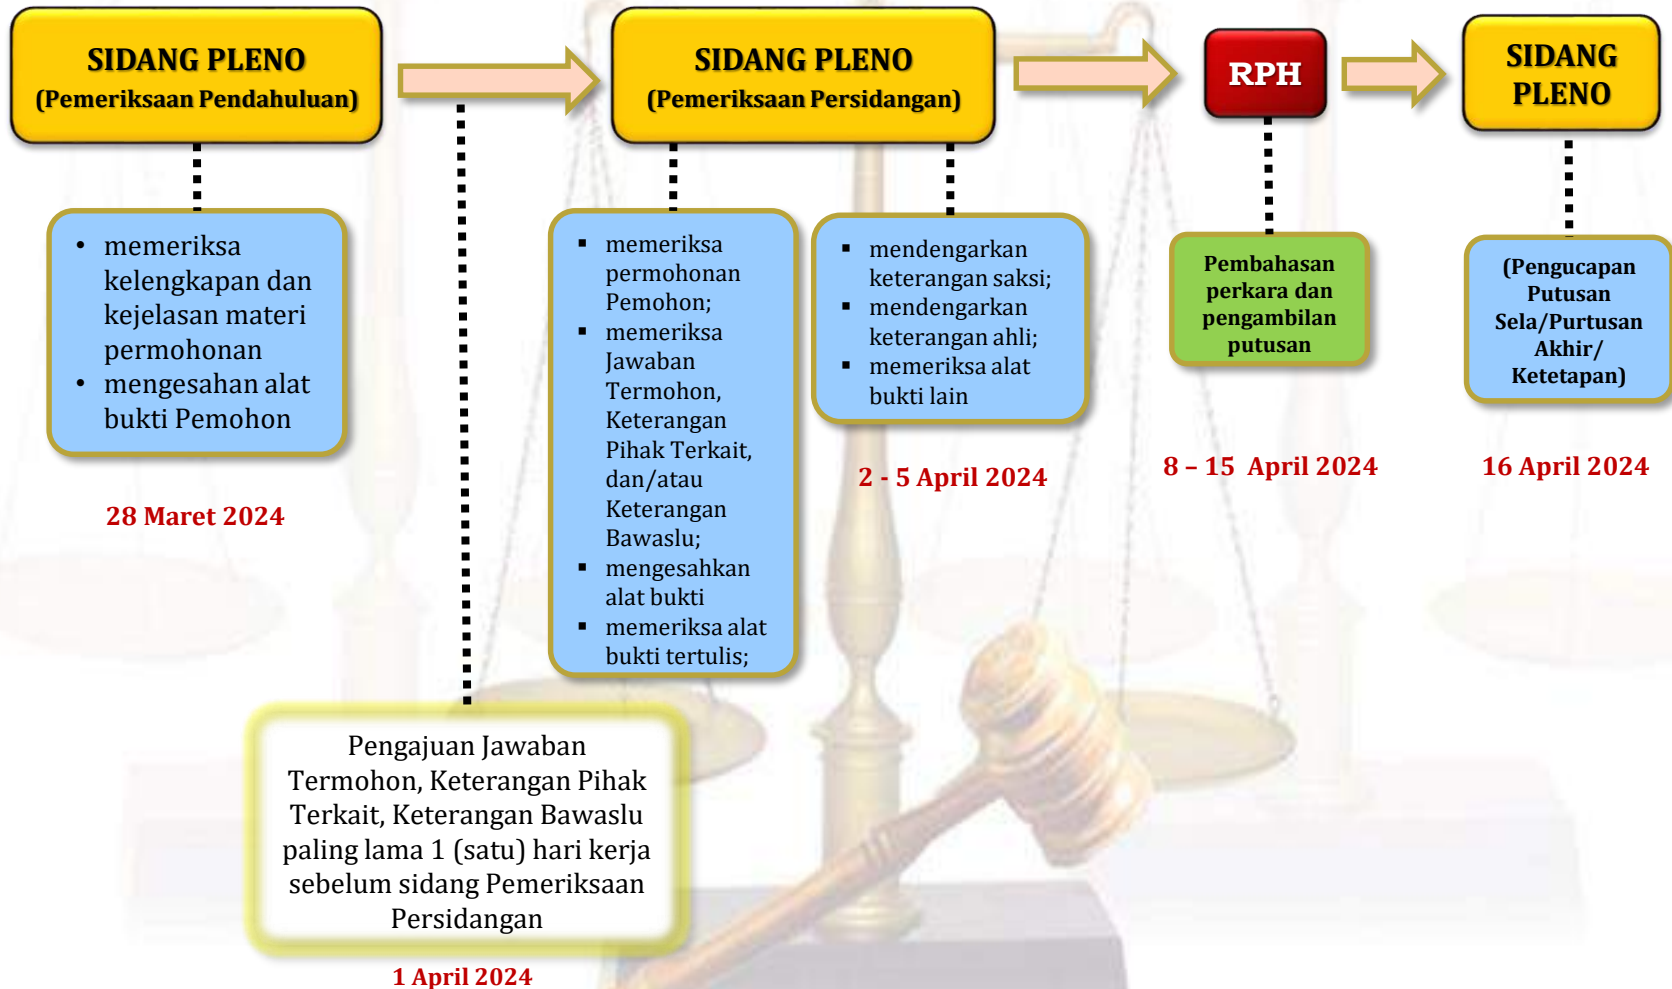 SIDANG PLENO
(Pemeriksaan Pendahuluan)
• memeriksa
kelengkapan dan
kejelasan materi
permohonan
• mengesahan alat
bukti Pemohon
28 Maret 2024
Pengajuan Jawaban
Termohon, Keterangan Pihak
Terkait, Keterangan Bawaslu
paling lama 1 (satu) hari kerja
sebelum sidang Pemeriksaan
Persidangan
1 April 2024
SIDANG PLENO
(Pemeriksaan Persidangan)
▪ memeriksa
permohonan
Pemohon;
▪ memeriksa
Jawaban
Termohon,
Keterangan
Pihak Terkait,
dan/atau
Keterangan
Bawaslu;
▪ mengesahkan
alat bukti
▪ memeriksa alat
bukti tertulis;
▪ mendengarkan
keterangan saksi;
▪ mendengarkan
keterangan ahli;
▪ memeriksa alat
bukti lain
2 - 5 April 2024
RPH
Pembahasan
perkara dan
pengambilan
putusan
8 – 15 April 2024
SIDANG
PLENO
(Pengucapan
Putusan
Sela/Purtusan
Akhir/
Ketetapan)
16 April 2024